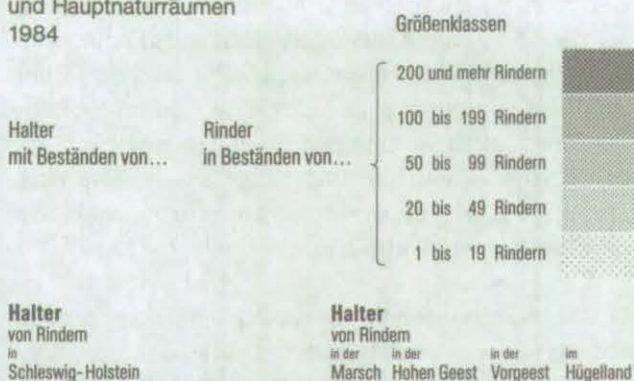 und Hauptnaturräumen
1984
Größenklassen
200 und mehr Rindern
100 bis 199 Rindern
50 bis 99 Rindern
20 bis 49 Rindern
1 bis 19 Rindern
Halter
mit Beständen von...
Rinder
in Beständen von...
Halter
von Rindern
in
Schleswig-Holstein
Halter
von Rindern
in der in der in der im
Marsch Hohen Geest Vorgeest Hügelland